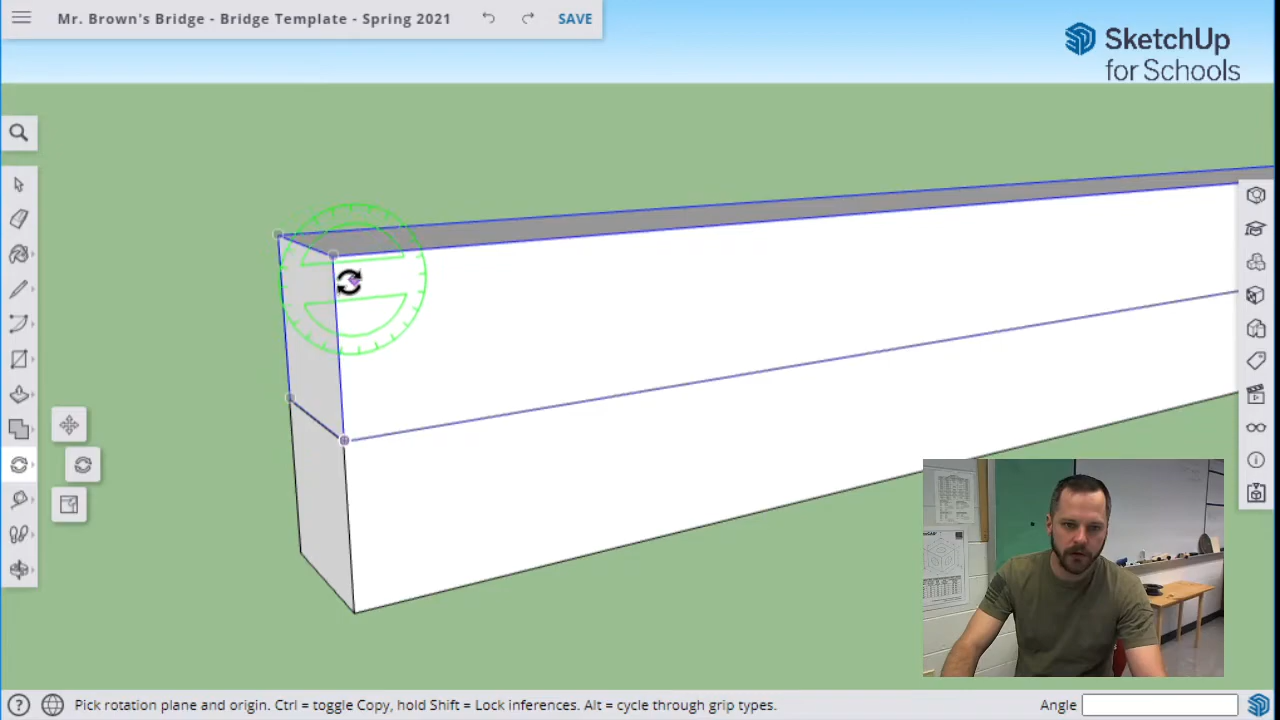 Mr. Brown's Bridge - Bridge Template - Spring 2021
SAVE
SketchUp
for Schools
Pick rotation plane and origin. Ctrl = toggle Copy, hold Shift = Lock inferences. Alt = cycle through grip types.
Angle